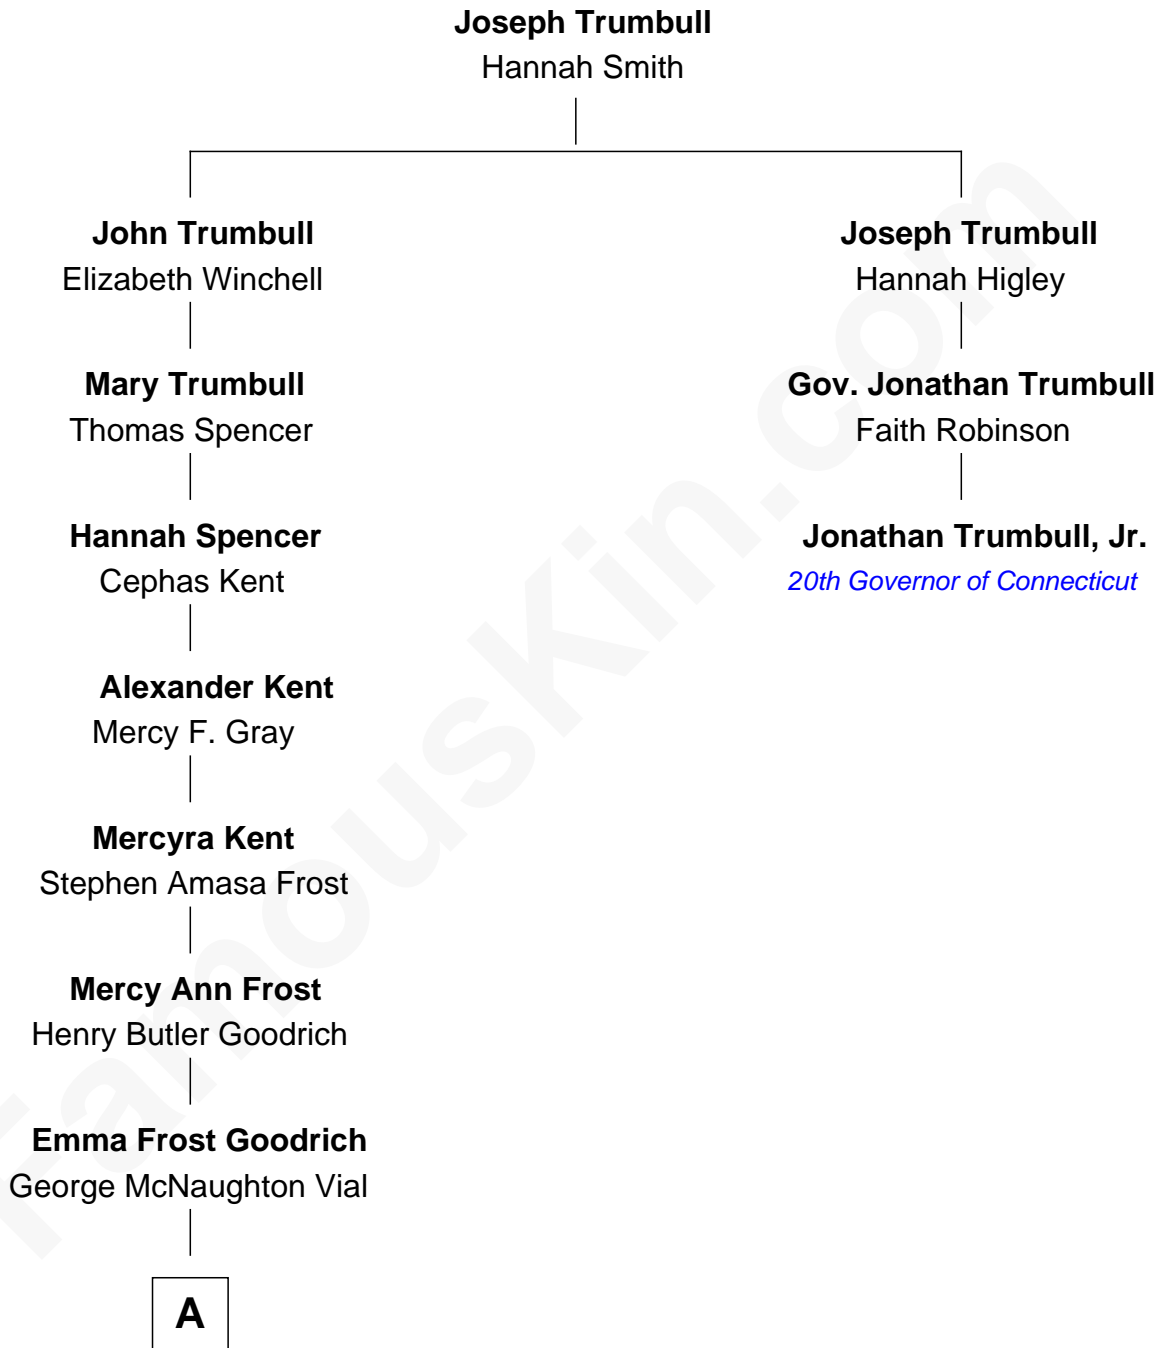 Joseph Trumbull
Hannah Smith
John Trumbull
Elizabeth Winchell
Joseph Trumbull
Hannah Higley
Mary Trumbull
Thomas Spencer
Gov. Jonathan Trumbull
Faith Robinson
Hannah Spencer
Cephas Kent
Jonathan Trumbull, Jr.
20th Governor of Connecticut
Alexander Kent
Mercy F. Gray
Mercyra Kent
Stephen Amasa Frost
Mercy Ann Frost
Henry Butler Goodrich
Emma Frost Goodrich
George McNaughton Vial
A
FamousKin.com